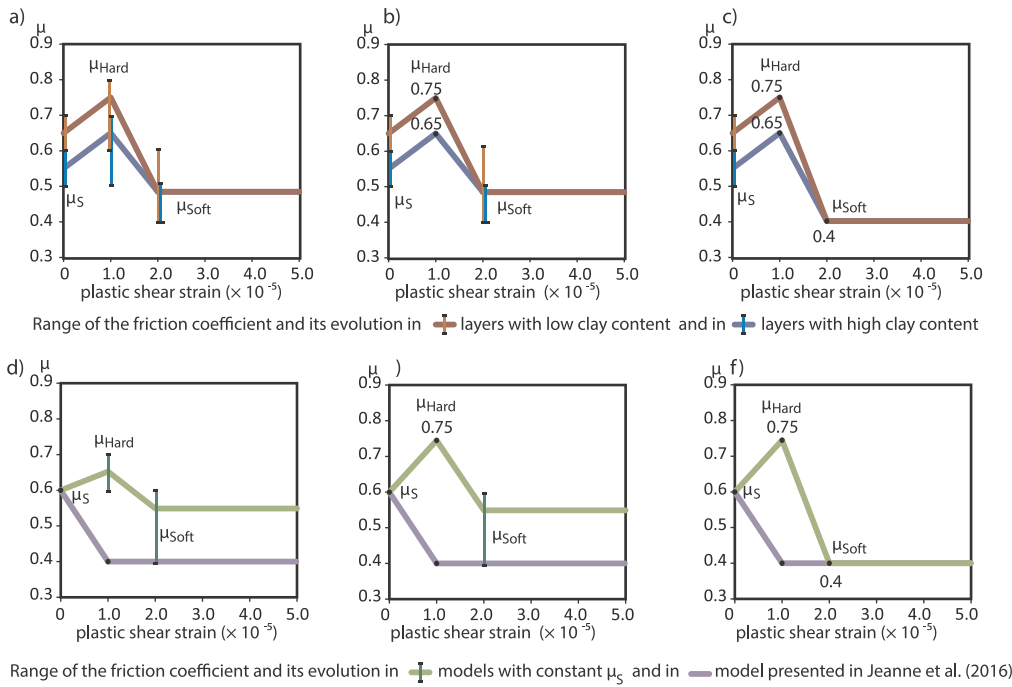 a)
μ
0.9
0.8
0.7
0.6
0.5
0.4
0.3
μHard
μS
μSoft
0 1.0 2.0 3.0 4.0 5.0
plastic shear strain (× 10 -5)
b)
0.9
0.8
0.7
0.6
0.5
0.4
0.3
μHard
0.75
0.65
μS
μSoft
0 1.0 2.0 3.0 4.0 5.0
plastic shear strain (× 10 -5)
c)
0.9
0.8
0.7
0.6
0.5
0.4
0.3
μHard
0.75
0.65
μS
μSoft
0.4
0 1.0 2.0 3.0 4.0 5.0
plastic shear strain (× 10 -5)
Range of the friction coefficient and its evolution in layers with low clay content and in layers with high clay content
d)
μ
0.9
0.8
0.7
0.6
0.5
0.4
0.3
μHard
μS
μSoft
0 1.0 2.0 3.0 4.0 5.0
plastic shear strain (× 10 -5)
)
μ
0.9
0.8
0.7
0.6
0.5
0.4
0.3
μHard
0.75
μS
μSoft
0 1.0 2.0 3.0 4.0 5.0
plastic shear strain (× 10 -5)
μ f)
0.9
0.8
0.7
0.6
0.5
0.4
0.3
μHard
0.75
μS
μSoft
0.4
0 1.0 2.0 3.0 4.0 5.0
plastic shear strain (× 10 -5)
Range of the friction coefficient and its evolution in models with constant μS and in model presented in Jeanne et al. (2016)